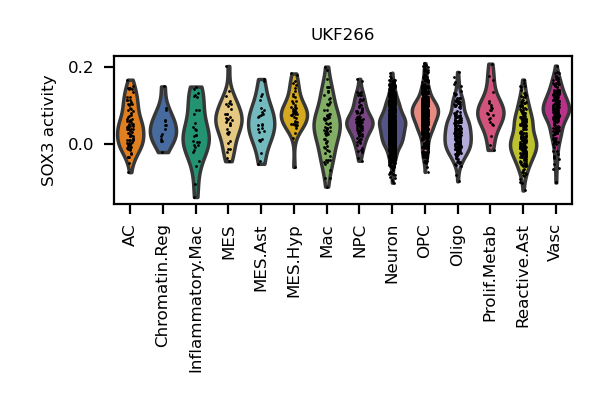 UKF266
SOX3 activity
0.2
0.0
AC
Chromatin.Reg
Inflammatory.Mac
MES
MES.Ast
MES.Hyp
Mac
NPC
Neuron
OPC
Oligo
Prolif.Metab
Reactive.Ast
Vasc